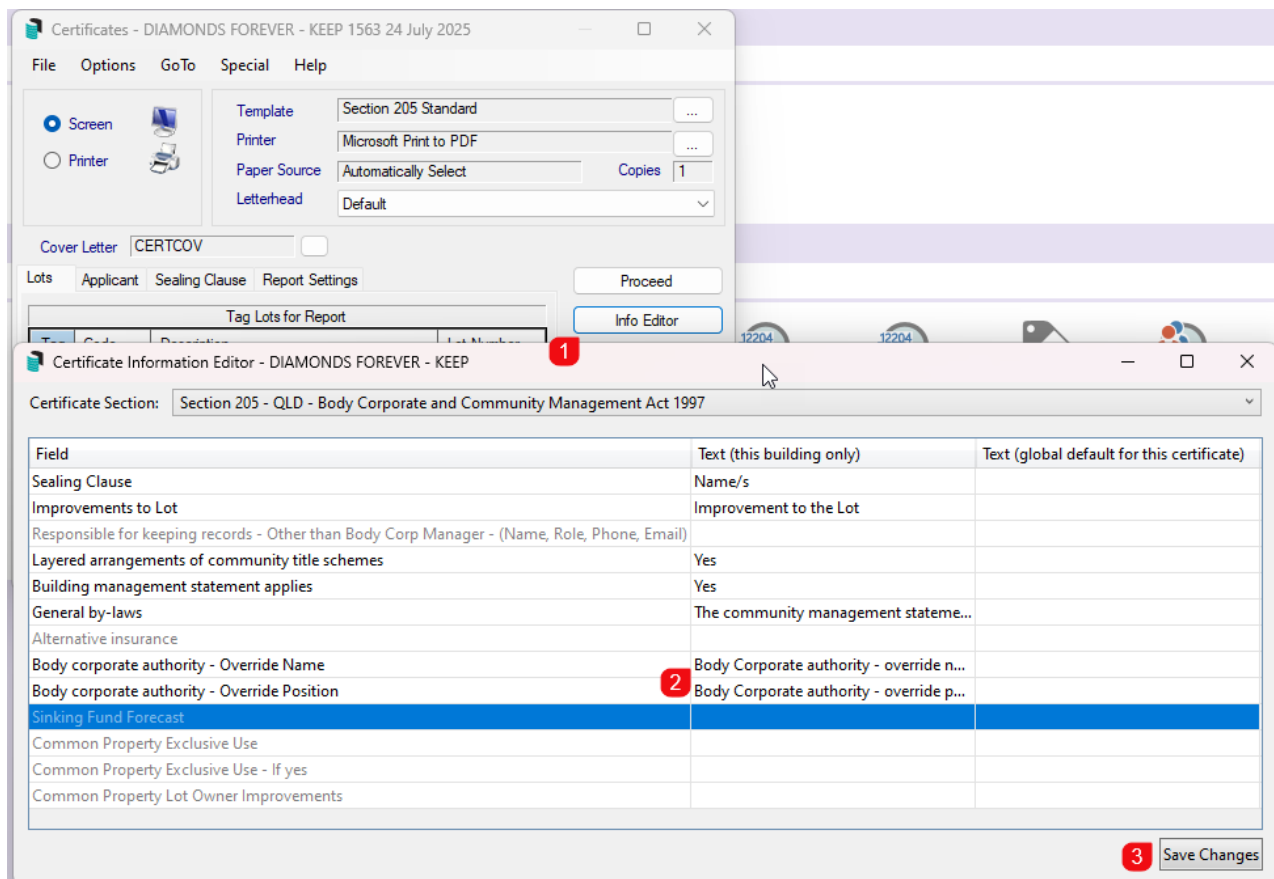 Certificates - DIAMONDS FOREVER - KEEP 1563 24 July 2025
File Options GoTo Special Help
Screen
Printer
Template Section 205 Standard ...
Printer Microsoft Print to PDF ...
Paper Source Automatically Select Copies 1
Letterhead Default
Cover Letter CERTCOV
Lots Applicant Sealing Clause Report Settings
Proceed
Tag Lots for Report
Info Editor
Tag Code Description Lot Number
12204 12204
1
Certificate Information Editor - DIAMONDS FOREVER - KEEP
Certificate Section: Section 205 - QLD - Body Corporate and Community Management Act 1997
Field Text (this building only) Text (global default for this certificate)
Sealing Clause Name/s
Improvements to Lot Improvement to the Lot
Responsible for keeping records - Other than Body Corp Manager - (Name, Role, Phone, Email)
Layered arrangements of community title schemes Yes
Building management statement applies Yes
General by-laws The community management stateme...
Alternative insurance
Body corporate authority - Override Name Body Corporate authority - override n...
Body corporate authority - Override Position 2 Body Corporate authority - override p...
Sinking Fund Forecast
Common Property Exclusive Use
Common Property Exclusive Use - If yes
Common Property Lot Owner Improvements
3 Save Changes